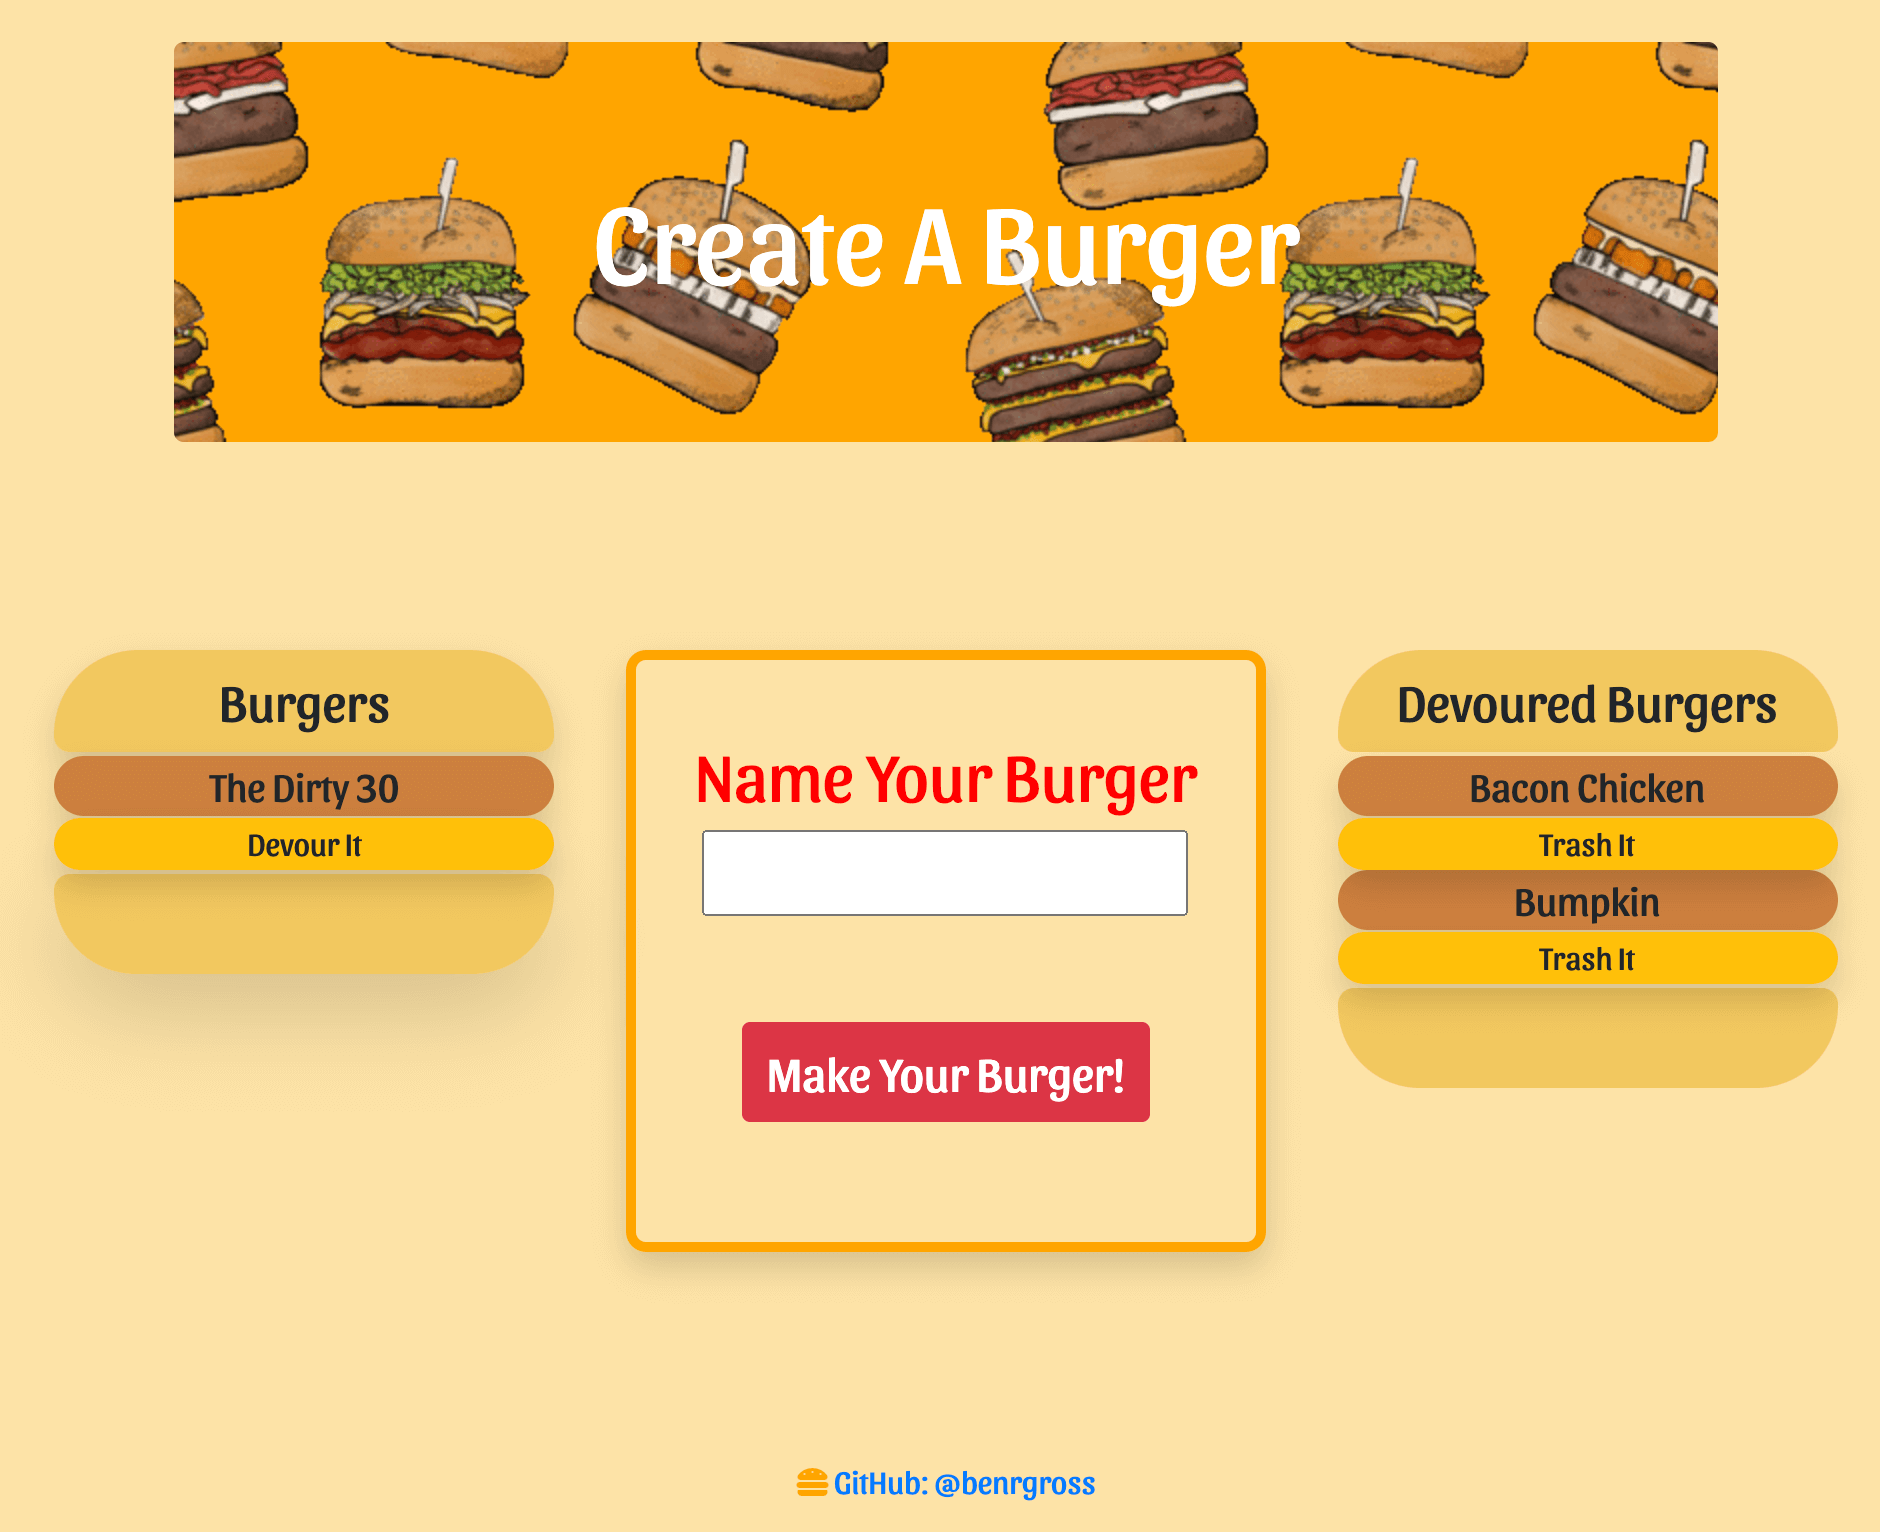 Create A Burger
Burgers
The Dirty 30
Devour It
Name Your Burger
Make Your Burger!
Devoured Burgers
Bacon Chicken
Trash It
Bumpkin
Trash It
GitHub: @benrgross